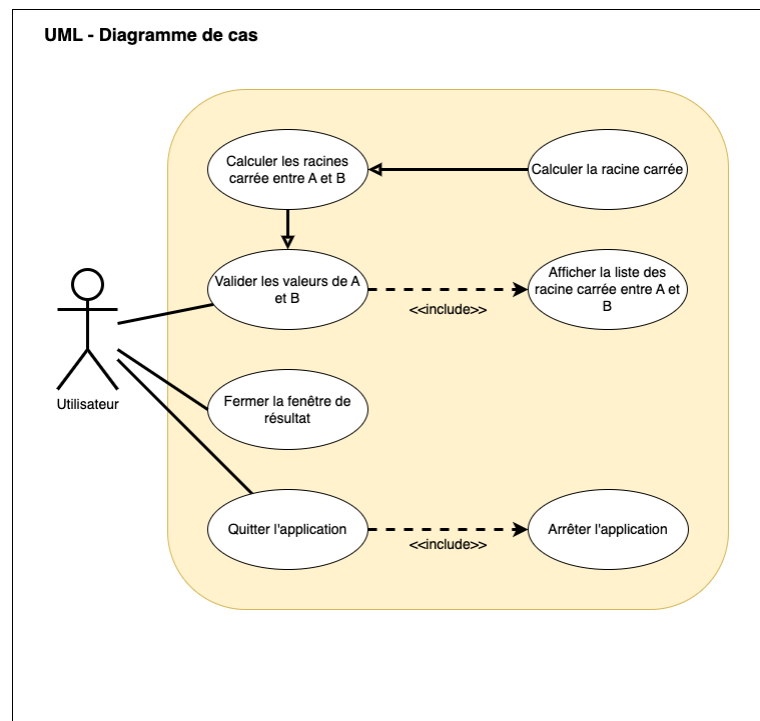 UML - Diagramme de cas
Calculer les racines
carrée entre A et B
Calculer la racine carrée
Valider les valeurs de A
et B
Afficher la liste des
racine carrée entre A et
B
<<include>>
Utilisateur
Fermer la fenêtre de
résultat
Quitter l'application
Arrêter l'application
<<include>>